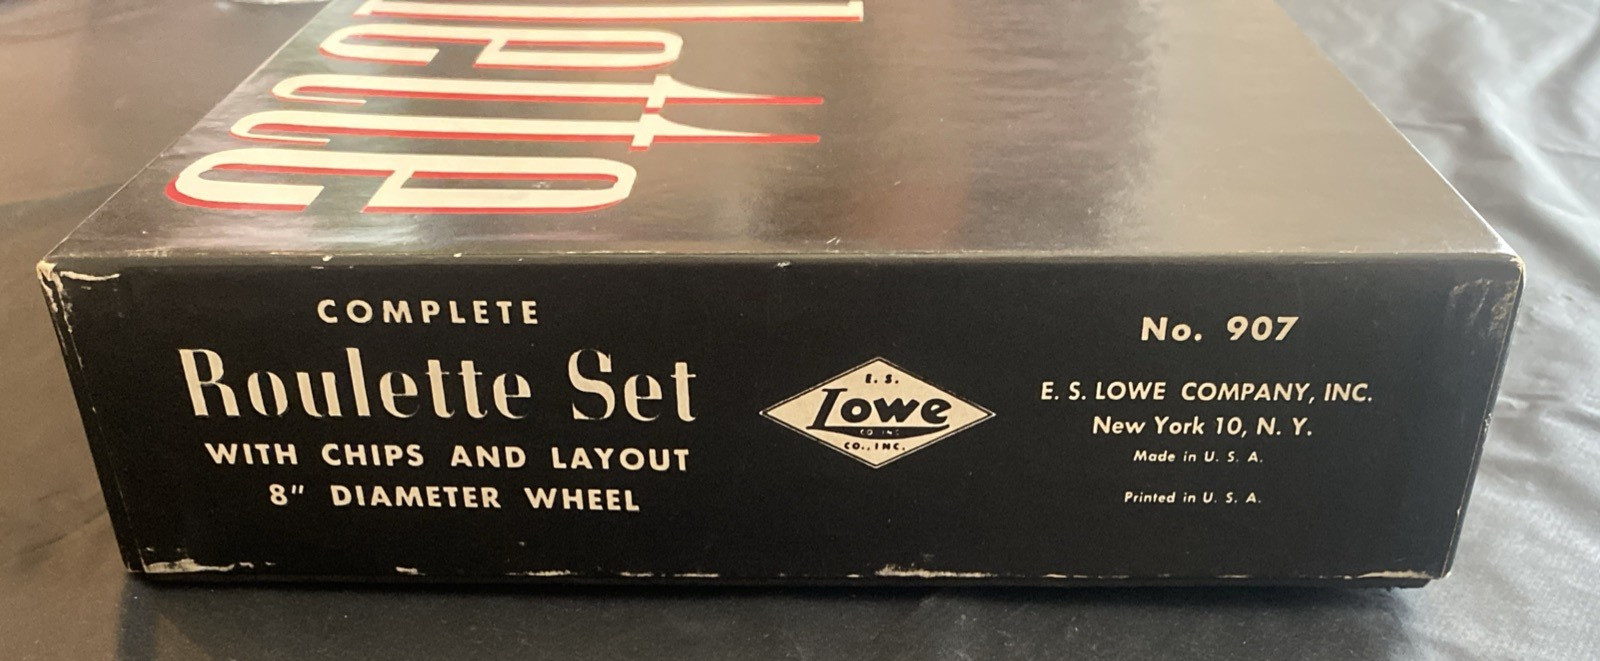 lette
COMPLETE
Roulette Set
WITH CHIPS AND LAYOUT
8" DIAMETER WHEEL
E. S.
Lowe
CO., INC.
No. 907
E. S. LOWE COMPANY, INC.
New York 10, N. Y.
Made in U. S. A.
Printed in U. S. A.